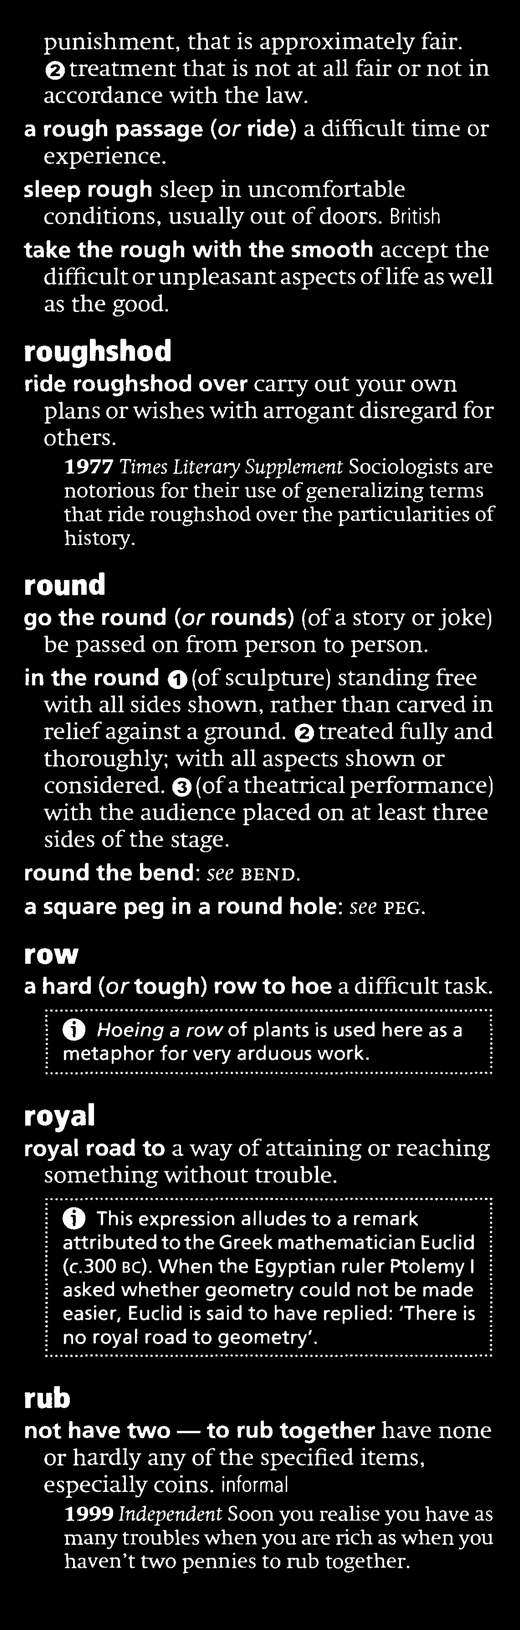 punishment, that is approximately fair.
❷ treatment that is not at all fair or not in
accordance with the law.
a rough passage (or ride) a difficult time or
experience.
sleep rough sleep in uncomfortable
conditions, usually out of doors. British
take the rough with the smooth accept the
difficult or unpleasant aspects of life as well
as the good.
roughshod
ride roughshod over carry out your own
plans or wishes with arrogant disregard for
others.
1977 Times Literary Supplement Sociologists are
notorious for their use of generalizing terms
that ride roughshod over the particularities of
history.
round
go the round (or rounds) (of a story or joke)
be passed on from person to person.
in the round ❶ (of sculpture) standing free
with all sides shown, rather than carved in
relief against a ground. ❷ treated fully and
thoroughly; with all aspects shown or
considered. ❸ (of a theatrical performance)
with the audience placed on at least three
sides of the stage.
round the bend: see BEND.
a square peg in a round hole: see PEG.
row
a hard (or tough) row to hoe a difficult task.
ℹ Hoeing a row of plants is used here as a
metaphor for very arduous work.
royal
royal road to a way of attaining or reaching
something without trouble.
ℹ This expression alludes to a remark
attributed to the Greek mathematician Euclid
(c.300 BC). When the Egyptian ruler Ptolemy I
asked whether geometry could not be made
easier, Euclid is said to have replied: ‘There is
no royal road to geometry’.
rub
not have two — to rub together have none
or hardly any of the specified items,
especially coins. informal
1999 Independent Soon you realise you have as
many troubles when you are rich as when you
haven't two pennies to rub together.